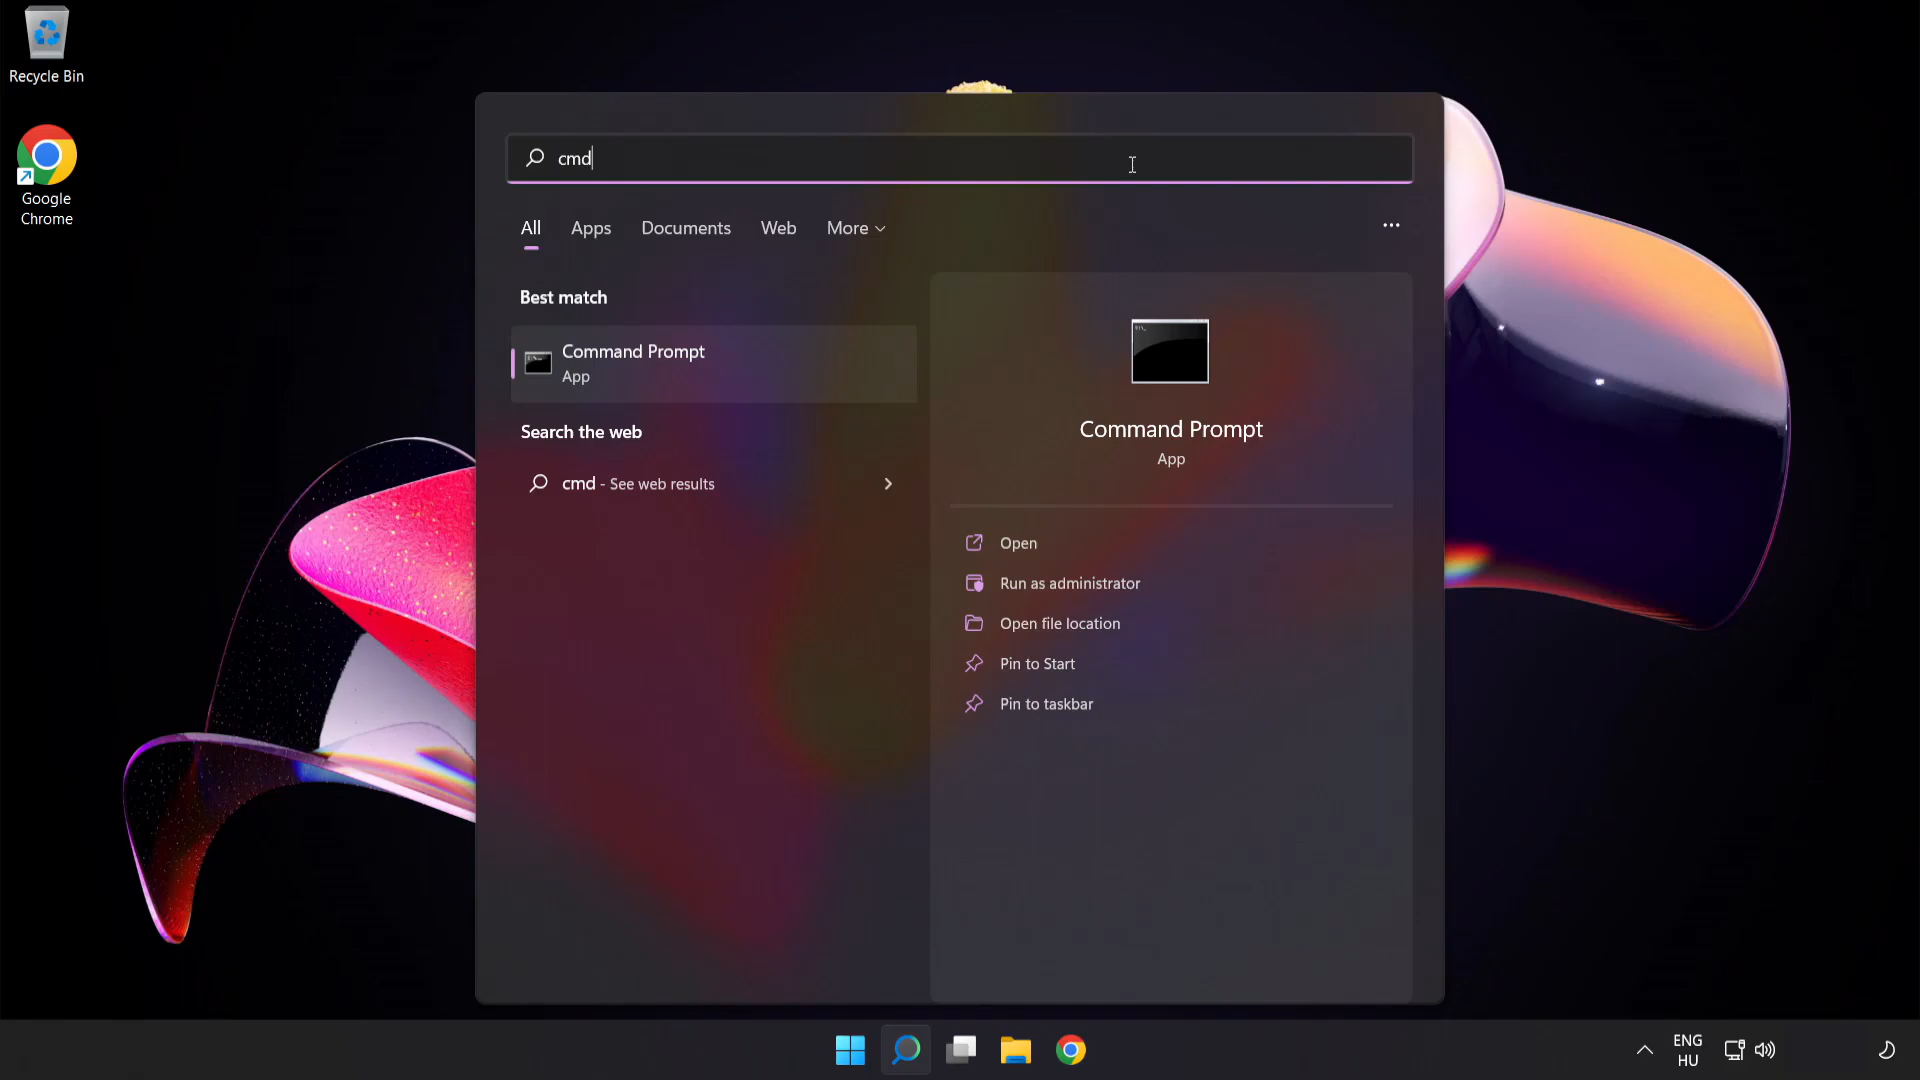 Recycle Bin
Google
Chrome
cmd
All Apps Documents Web More
Best match
Command Prompt
App
Search the web
cmd - See web results
Command Prompt
App
Open
Run as administrator
Open file location
Pin to Start
Pin to taskbar
ENG
HU